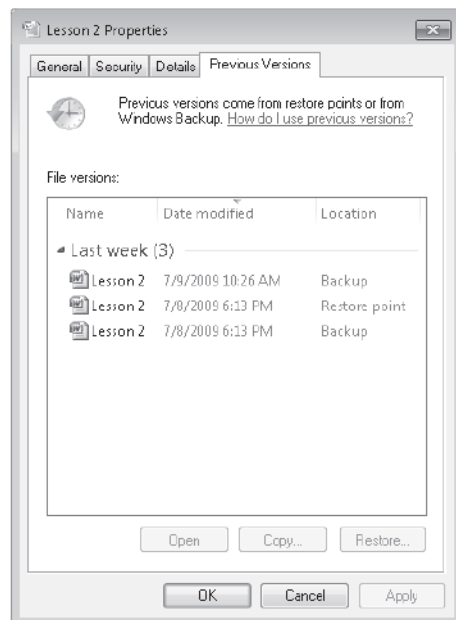 Lesson 2 Properties
General Security Details Previous Versions
Previous versions come from restore points or from
Windows Backup. How do I use previous versions?
File versions:
Name Date modified Location
Last week (3)
Lesson 2 7/9/2009 10:26 AM Backup
Lesson 2 7/8/2009 6:13 PM Restore point
Lesson 2 7/8/2009 6:13 PM Backup
Open Copy... Restore...
OK Cancel Apply